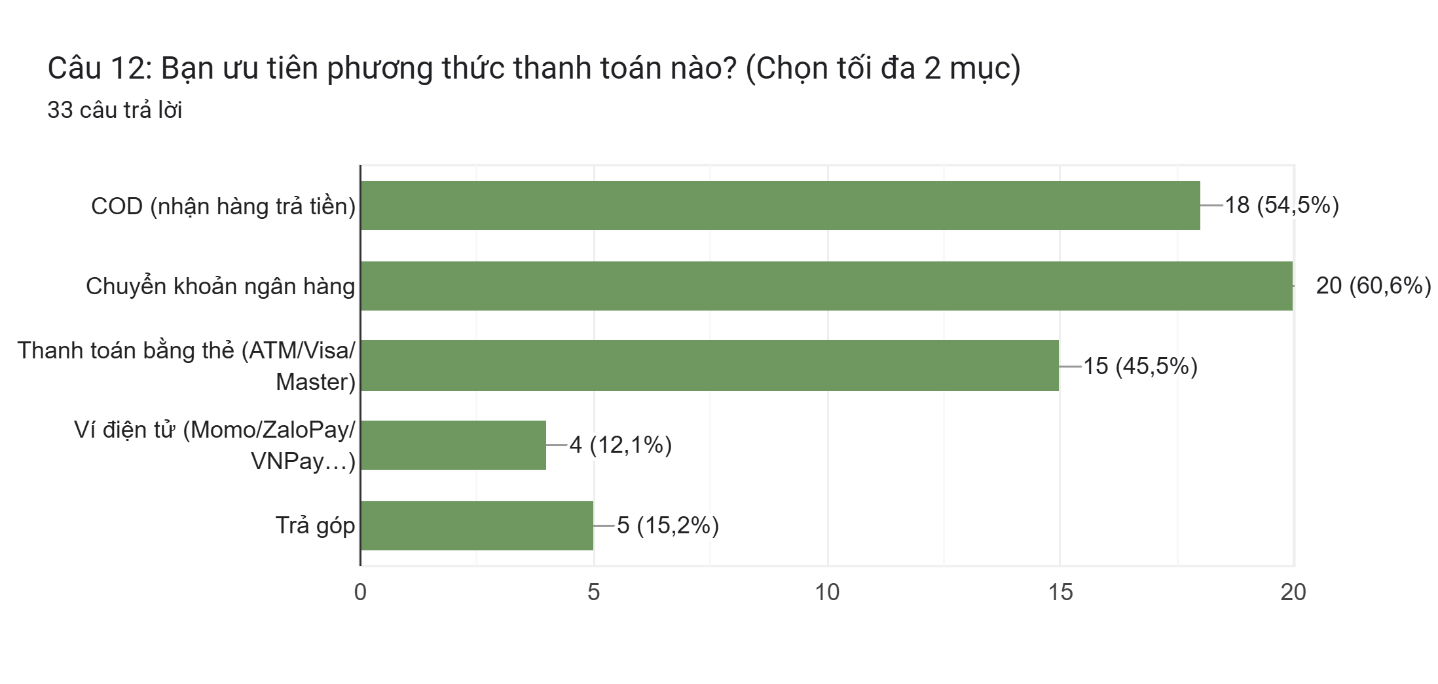 Câu 12: Bạn ưu tiên phương thức thanh toán nào? (Chọn tối đa 2 mục)
33 câu trả lời
COD (nhận hàng trả tiền)
18 (54,5%)
Chuyển khoản ngân hàng
20 (60,6%)
Thanh toán bằng thẻ (ATM/Visa/
Master)
15 (45,5%)
Ví điện tử (Momo/ZaloPay/
VNPay…)
4 (12,1%)
Trả góp
5 (15,2%)
0 5 10 15 20